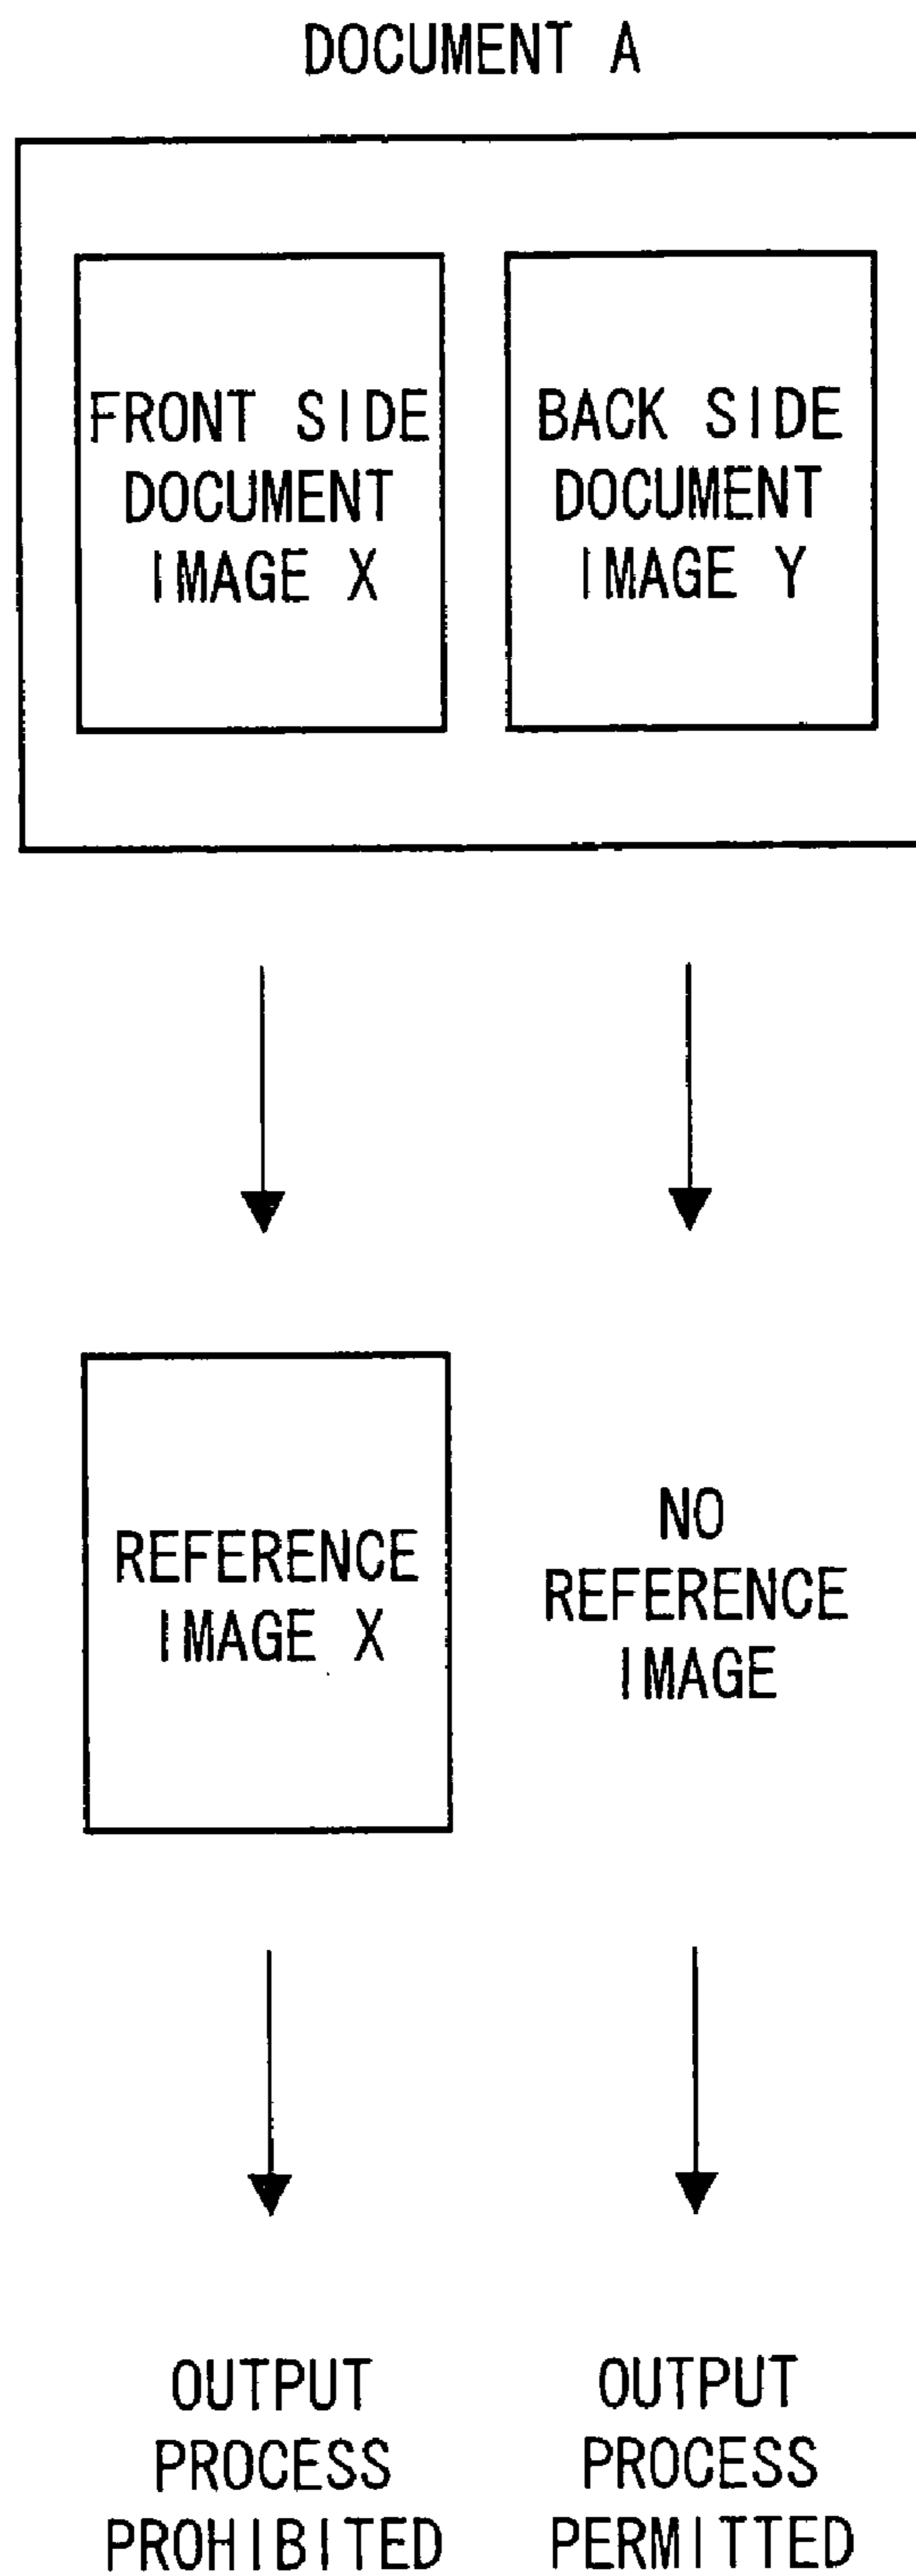 DOCUMENT A
FRONT SIDE
DOCUMENT
IMAGE X
BACK SIDE
DOCUMENT
IMAGE Y
REFERENCE
IMAGE X
NO
REFERENCE
IMAGE
OUTPUT
PROCESS
PROHIBITED
OUTPUT
PROCESS
PERMITTED